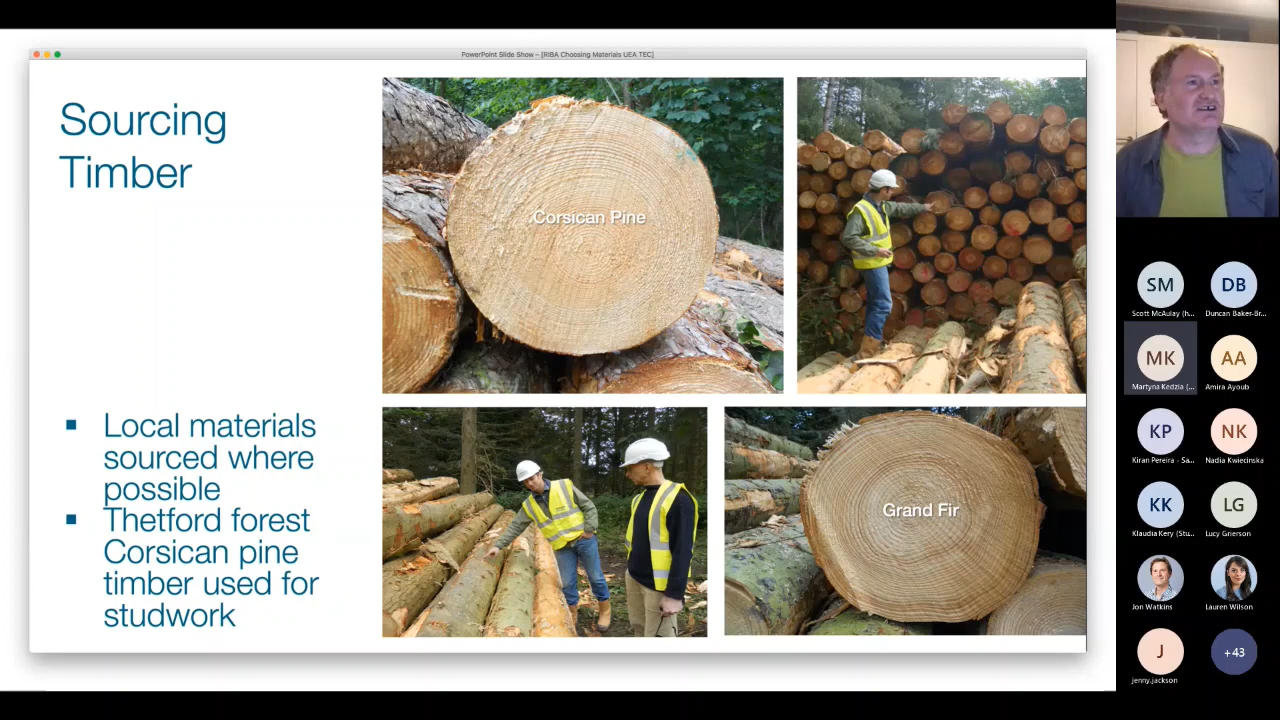 PowerPoint Slide Show – [RIBA Choosing Materials UEA TEC]
Sourcing
Timber
Corsican Pine
▪ Local materials
sourced where
possible
▪ Thetford forest
Corsican pine
timber used for
studwork
Grand Fir
SM
Scott McAulay (h...
DB
Duncan Baker-Br...
MK
Martyna Kedzia (...
AA
Amira Ayoub
KP
Kiran Pereira - Sa...
NK
Nadia Kwiecinska
KK
Klaudia Kery (Stu...
LG
Lucy Grierson
Jon Watkins
Lauren Wilson
J
jenny.jackson
+43